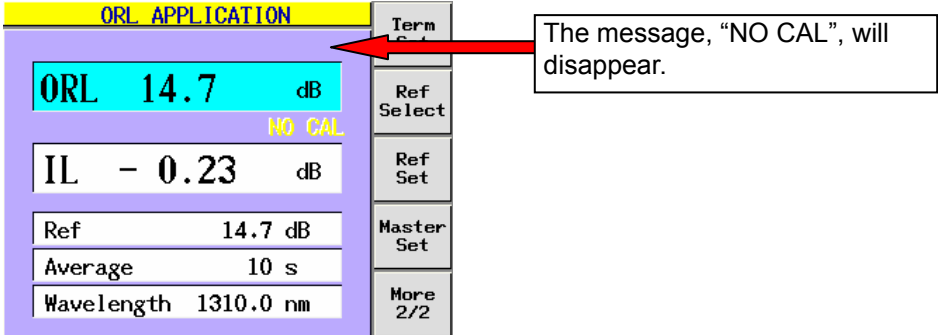 ORL APPLICATION
ORL 14.7 dB
NO CAL
IL - 0.23 dB
Ref 14.7 dB
Average 10 s
Wavelength 1310.0 nm
Term
Ref
Select
Ref
Set
Master
Set
More
2/2
The message, “NO CAL”, will
disappear.